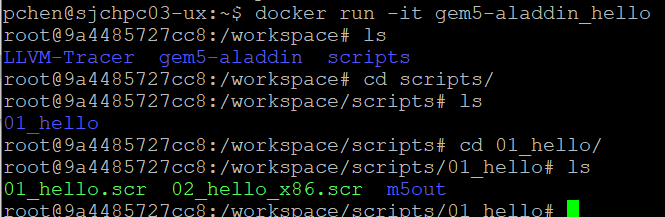 pchen@sjchpc03-ux:~$ docker run -it gem5-aladdin_hello
root@9a4485727cc8:/workspace# ls
LLVM-Tracer  gem5-aladdin  scripts
root@9a4485727cc8:/workspace# cd scripts/
root@9a4485727cc8:/workspace/scripts# ls
01_hello
root@9a4485727cc8:/workspace/scripts# cd 01_hello/
root@9a4485727cc8:/workspace/scripts/01_hello# ls
01_hello.scr  02_hello_x86.scr  m5out
root@9a4485727cc8:/workspace/scripts/01_hello#